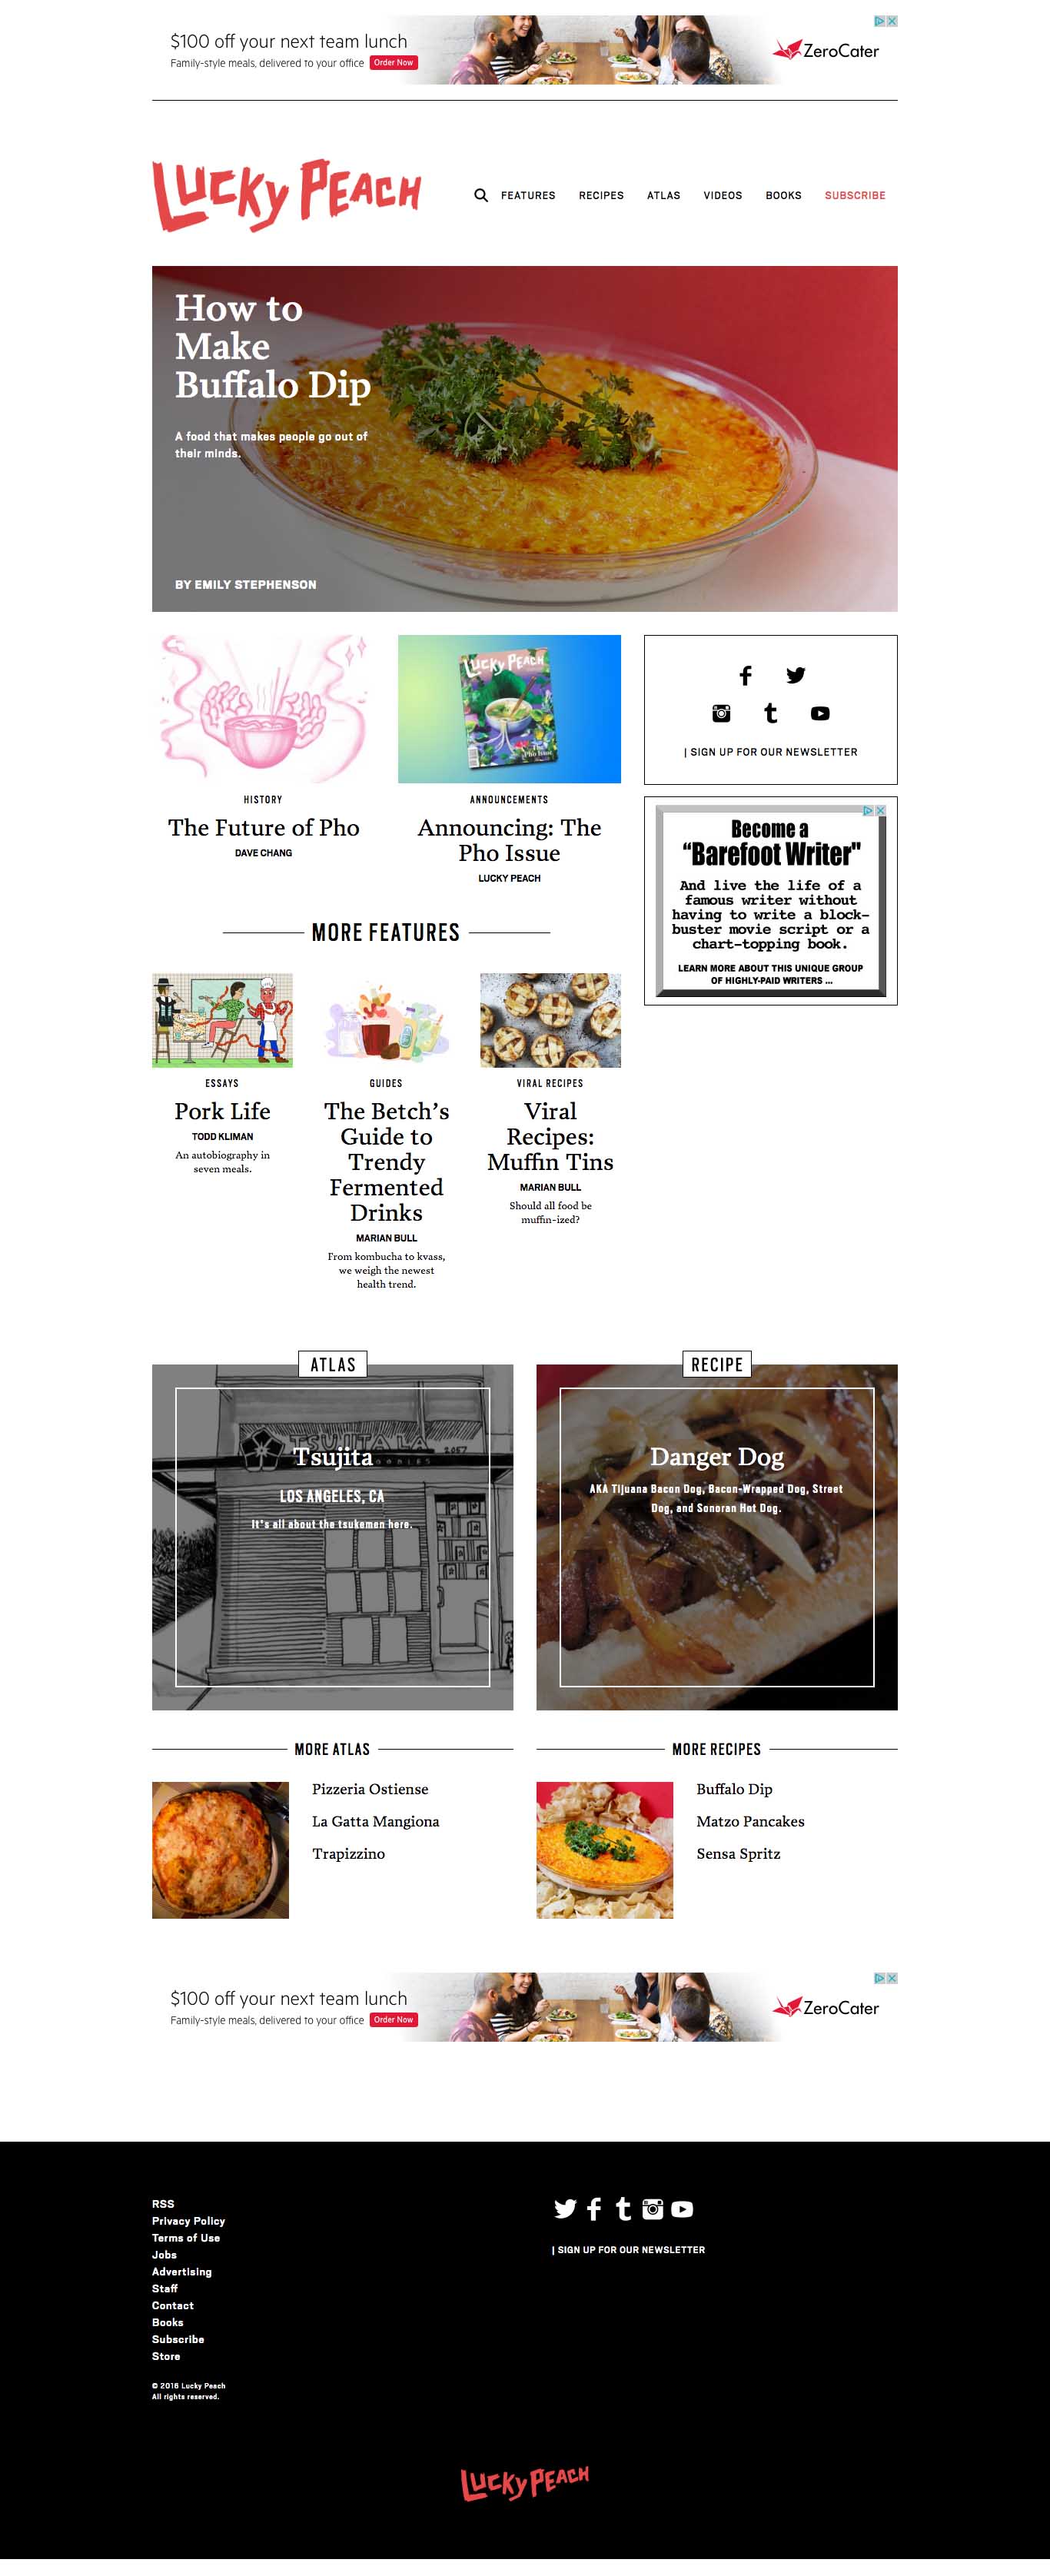 $100 off your next team lunch
Family-style meals, delivered to your office Order Now
ZeroCater
LUCKY PEACH
FEATURES RECIPES ATLAS VIDEOS BOOKS SUBSCRIBE
How to
Make
Buffalo Dip
A food that makes people go out of
their minds.
BY EMILY STEPHENSON
HISTORY
The Future of Pho
DAVE CHANG
LUCKY PEACH
ANNOUNCEMENTS
Announcing: The
Pho Issue
LUCKY PEACH
| SIGN UP FOR OUR NEWSLETTER
Become a
"Barefoot Writer"
And live the life of a
famous writer without
having to write a block-
buster movie script or a
chart-topping book.
LEARN MORE ABOUT THIS UNIQUE GROUP
OF HIGHLY-PAID WRITERS ...
MORE FEATURES
ESSAYS
Pork Life
TODD KLIMAN
An autobiography in
seven meals.
GUIDES
The Betch's
Guide to
Trendy
Fermented
Drinks
MARIAN BULL
From kombucha to kvass,
we weigh the newest
health trend.
VIRAL RECIPES
Viral
Recipes:
Muffin Tins
MARIAN BULL
Should all food be
muffin-ized?
ATLAS
TSUJITA LA
2057
NOODLES
Tsujita
LOS ANGELES, CA
It's all about the tsukemen here.
RECIPE
Danger Dog
AKA Tijuana Bacon Dog, Bacon-Wrapped Dog, Street
Dog, and Sonoran Hot Dog.
MORE ATLAS
Pizzeria Ostiense
La Gatta Mangiona
Trapizzino
MORE RECIPES
Buffalo Dip
Matzo Pancakes
Sensa Spritz
$100 off your next team lunch
Family-style meals, delivered to your office Order Now
ZeroCater
RSS
Privacy Policy
Terms of Use
Jobs
Advertising
Staff
Contact
Books
Subscribe
Store
© 2016 Lucky Peach
All rights reserved.
| SIGN UP FOR OUR NEWSLETTER
LUCKY PEACH